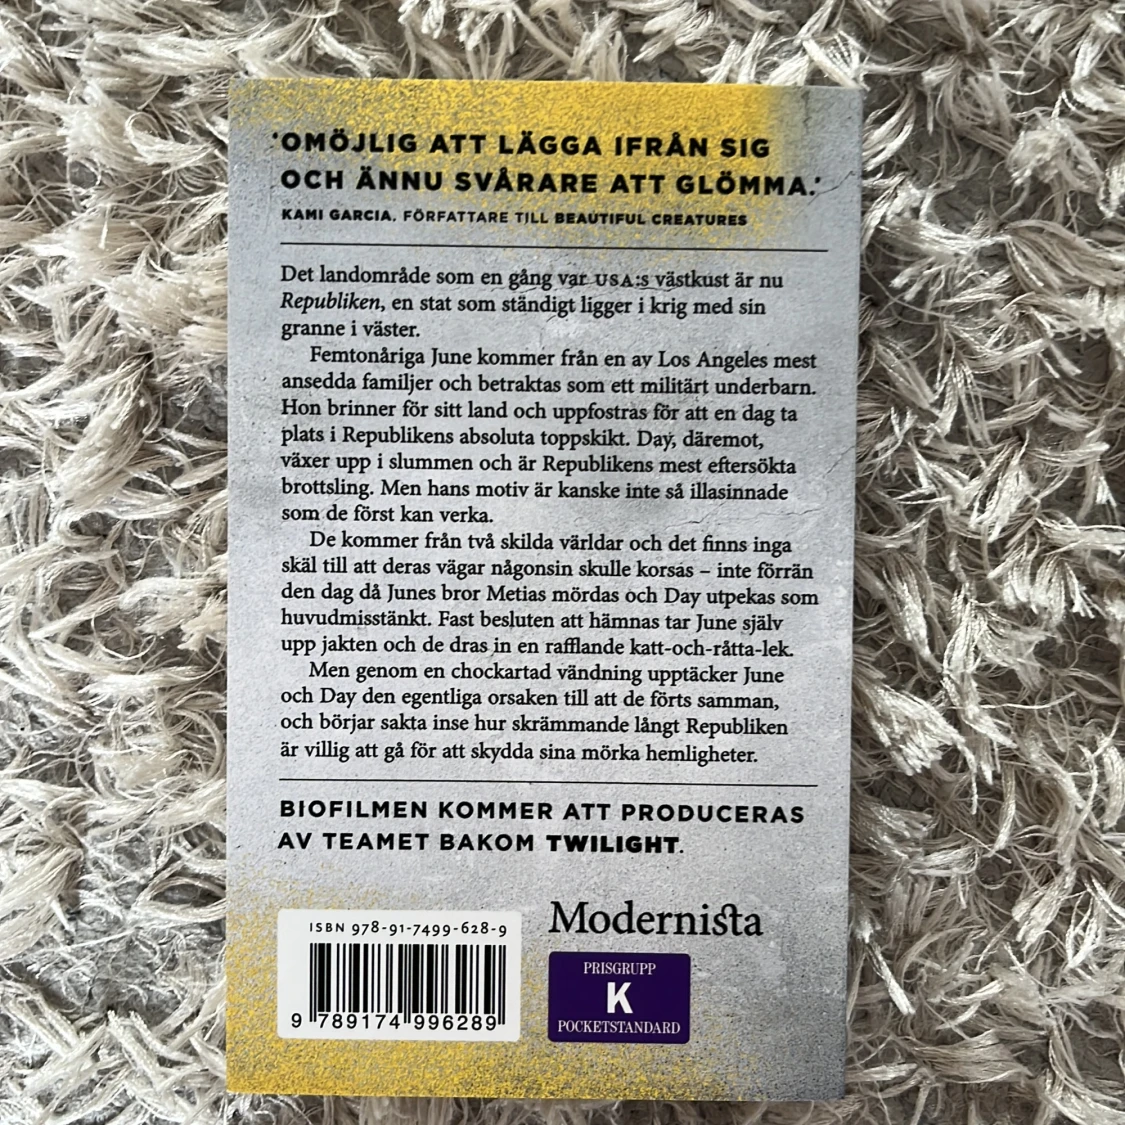 'OMÖJLIG ATT LÄGGA IFRÅN SIG
OCH ÄNNU SVÅRARE ATT GLÖMMA.'
KAMI GARCIA, FÖRFATTARE TILL BEAUTIFUL CREATURES
Det landområde som en gång var USA:s västkust är nu
Republiken, en stat som ständigt ligger i krig med sin
granne i väster.
Femtonåriga June kommer från en av Los Angeles mest
ansedda familjer och betraktas som ett militärt underbarn.
Hon brinner för sitt land och uppfostras för att en dag ta
plats i Republikens absoluta toppskikt. Day, däremot,
växer upp i slummen och är Republikens mest eftersökta
brottsling. Men hans motiv är kanske inte så illasinnade
som de först kan verka.
De kommer från två skilda världar och det finns inga
skäl till att deras vägar någonsin skulle korsas – inte förrän
den dag då Junes bror Metias mördas och Day utpekas som
huvudmisstänkt. Fast besluten att hämnas tar June själv
upp jakten och de dras in en rafflande katt-och-råtta-lek.
Men genom en chockartad vändning upptäcker June
och Day den egentliga orsaken till att de förts samman,
och börjar sakta inse hur skrämmande långt Republiken
är villig att gå för att skydda sina mörka hemligheter.
BIOFILMEN KOMMER ATT PRODUCERAS
AV TEAMET BAKOM TWILIGHT.
ISBN 978-91-7499-628-9
9 789174 996289
Modernista
PRISGRUPP
K
POCKETSTANDARD